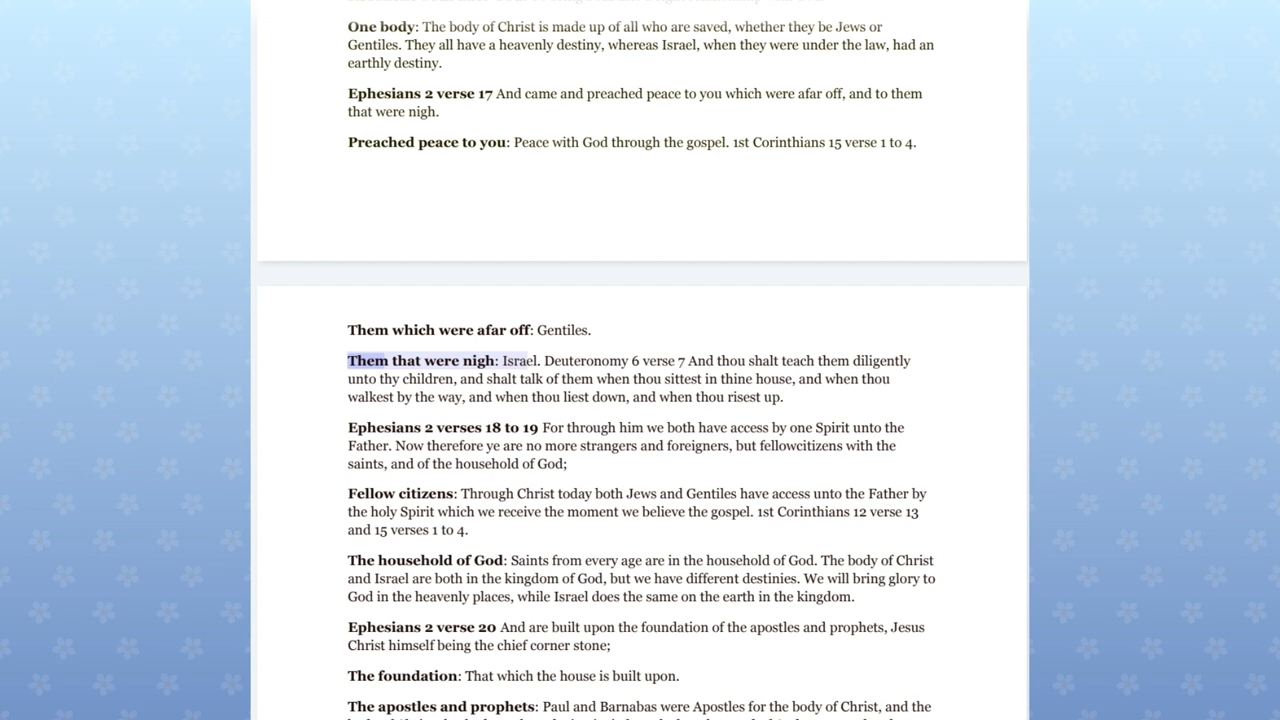 One body: The body of Christ is made up of all who are saved, whether they be Jews or
Gentiles. They all have a heavenly destiny, whereas Israel, when they were under the law, had an
earthly destiny.
Ephesians 2 verse 17 And came and preached peace to you which were afar off, and to them
that were nigh.
Preached peace to you: Peace with God through the gospel. 1st Corinthians 15 verse 1 to 4.
Them which were afar off: Gentiles.
Them that were nigh: Israel. Deuteronomy 6 verse 7 And thou shalt teach them diligently
unto thy children, and shalt talk of them when thou sittest in thine house, and when thou
walkest by the way, and when thou liest down, and when thou risest up.
Ephesians 2 verses 18 to 19 For through him we both have access by one Spirit unto the
Father. Now therefore ye are no more strangers and foreigners, but fellowcitizens with the
saints, and of the household of God;
Fellow citizens: Through Christ today both Jews and Gentiles have access unto the Father by
the holy Spirit which we receive the moment we believe the gospel. 1st Corinthians 12 verse 13
and 15 verses 1 to 4.
The household of God: Saints from every age are in the household of God. The body of Christ
and Israel are both in the kingdom of God, but we have different destinies. We will bring glory to
God in the heavenly places, while Israel does the same on the earth in the kingdom.
Ephesians 2 verse 20 And are built upon the foundation of the apostles and prophets, Jesus
Christ himself being the chief corner stone;
The foundation: That which the house is built upon.
The apostles and prophets: Paul and Barnabas were Apostles for the body of Christ, and the